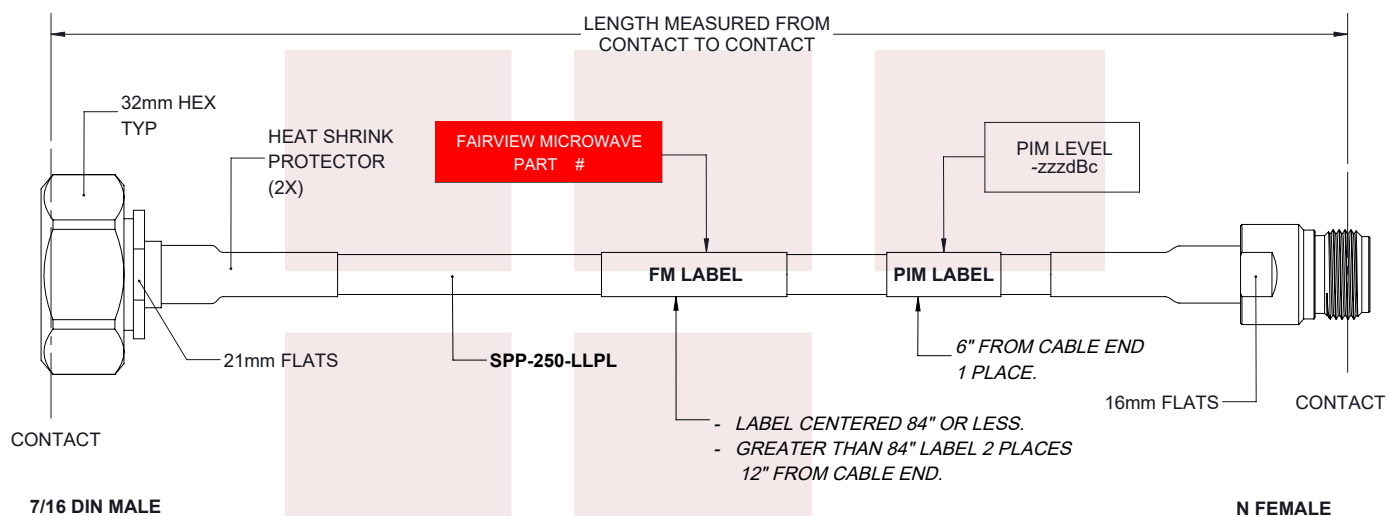 LENGTH MEASURED FROM
CONTACT TO CONTACT
32mm HEX
TYP
HEAT SHRINK
PROTECTOR
(2X)
FAIRVIEW MICROWAVE
PART #
PIM LEVEL
-zzzdBc
FM LABEL
PIM LABEL
21mm FLATS
SPP-250-LLPL
6" FROM CABLE END
1 PLACE.
16mm FLATS
CONTACT
CONTACT
- LABEL CENTERED 84" OR LESS.
- GREATER THAN 84" LABEL 2 PLACES
12" FROM CABLE END.
7/16 DIN MALE
N FEMALE